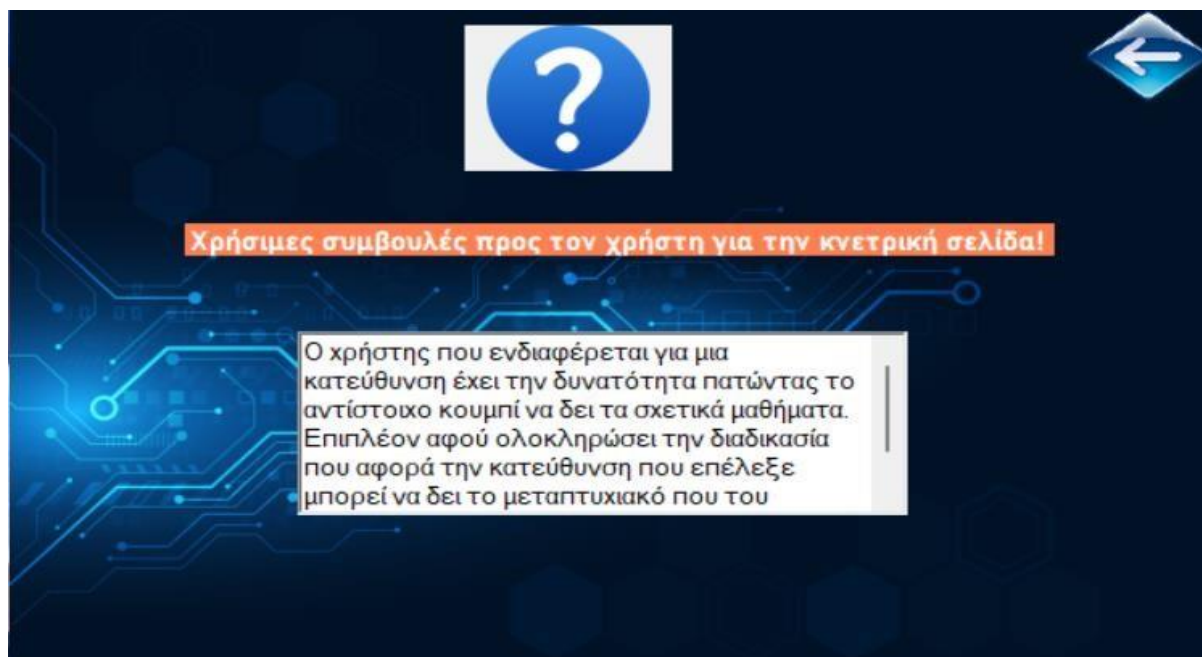 ?
Χρήσιμες συμβουλές προς τον χρήστη για την κνετρική σελίδα!
Ο χρήστης που ενδιαφέρεται για μια
κατεύθυνση έχει την δυνατότητα πατώντας το
αντίστοιχο κουμπί να δει τα σχετικά μαθήματα.
Επιπλέον αφού ολοκληρώσει την διαδικασία
που αφορά την κατεύθυνση που επέλεξε
μπορεί να δει το μεταπτυχιακό που του